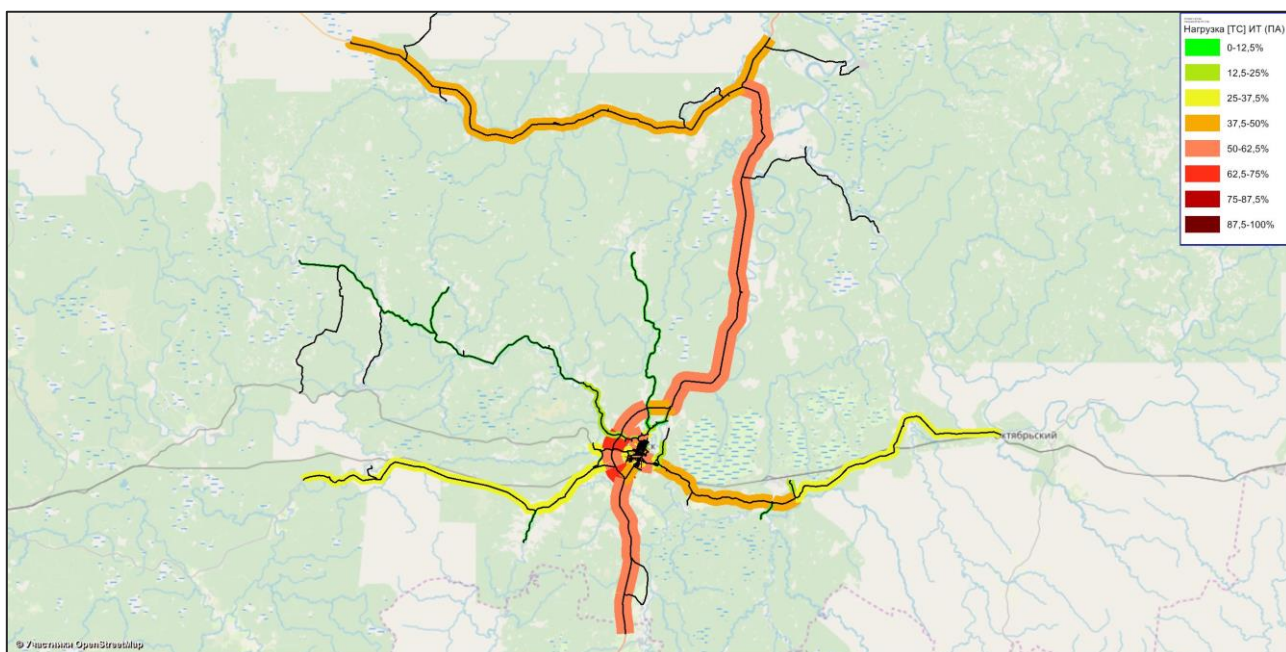 Нагрузка [ТС] ИТ (ПА)
0-12,5%
12,5-25%
25-37,5%
37,5-50%
50-62,5%
62,5-75%
75-87,5%
87,5-100%
ктябрьский
© Участники OpenStreetMap